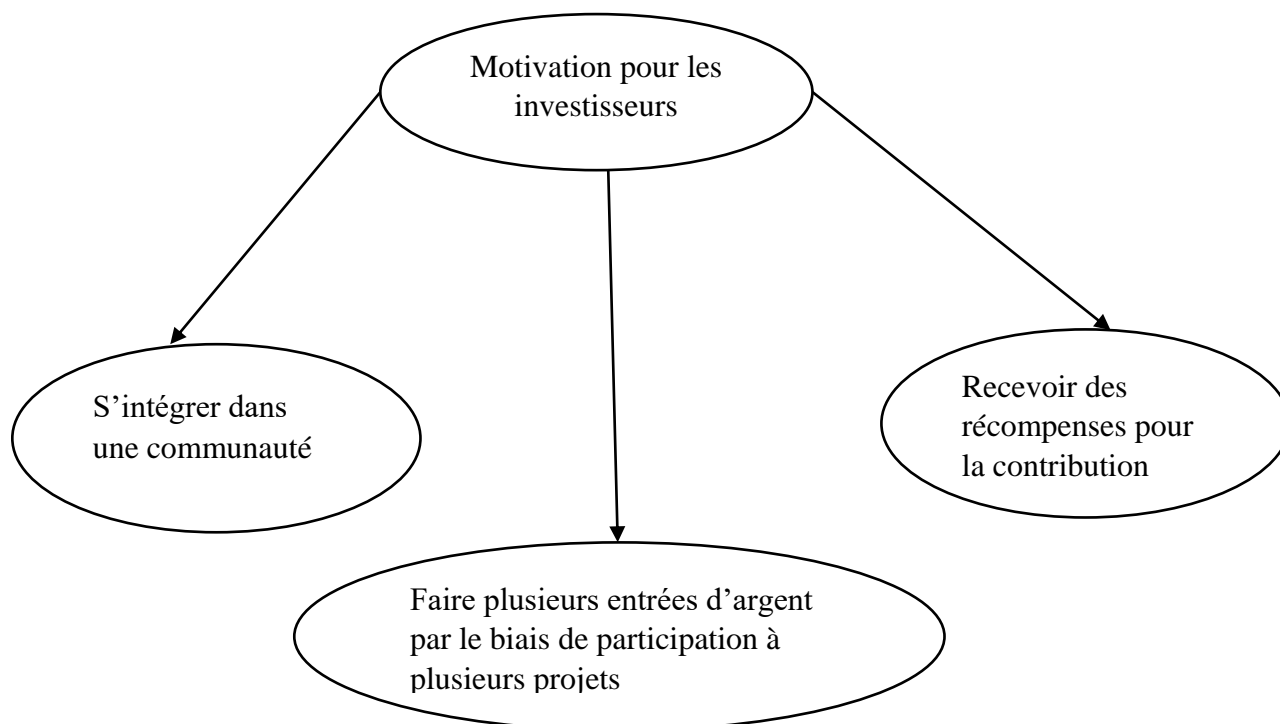 Motivation pour les
investisseurs
S’intégrer dans
une communauté
Recevoir des
récompenses pour
la contribution
Faire plusieurs entrées d’argent
par le biais de participation à
plusieurs projets